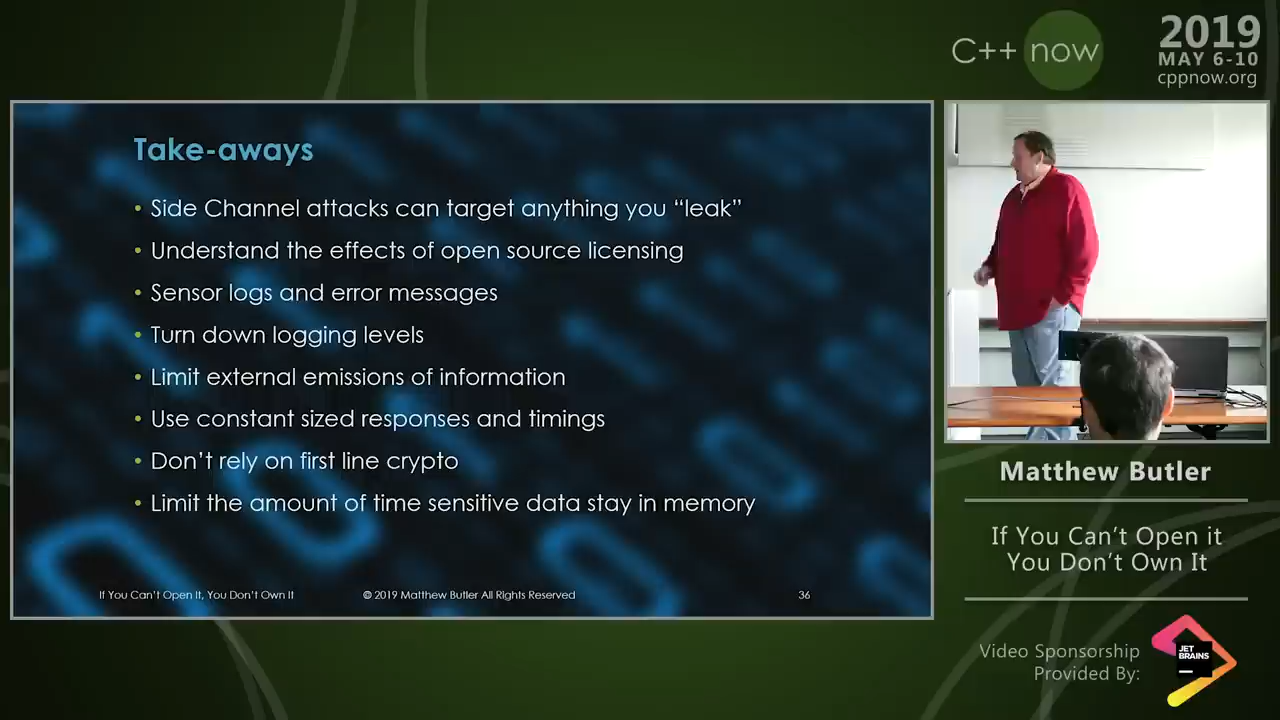 C++ now
2019
MAY 6-10
cppnow.org
Take-aways
• Side Channel attacks can target anything you “leak”
• Understand the effects of open source licensing
• Sensor logs and error messages
• Turn down logging levels
• Limit external emissions of information
• Use constant sized responses and timings
• Don’t rely on first line crypto
• Limit the amount of time sensitive data stay in memory
If You Can’t Open It, You Don’t Own It
© 2019 Matthew Butler All Rights Reserved
36
Matthew Butler
If You Can’t Open it
You Don’t Own It
Video Sponsorship
Provided By:
JET
BRAINS